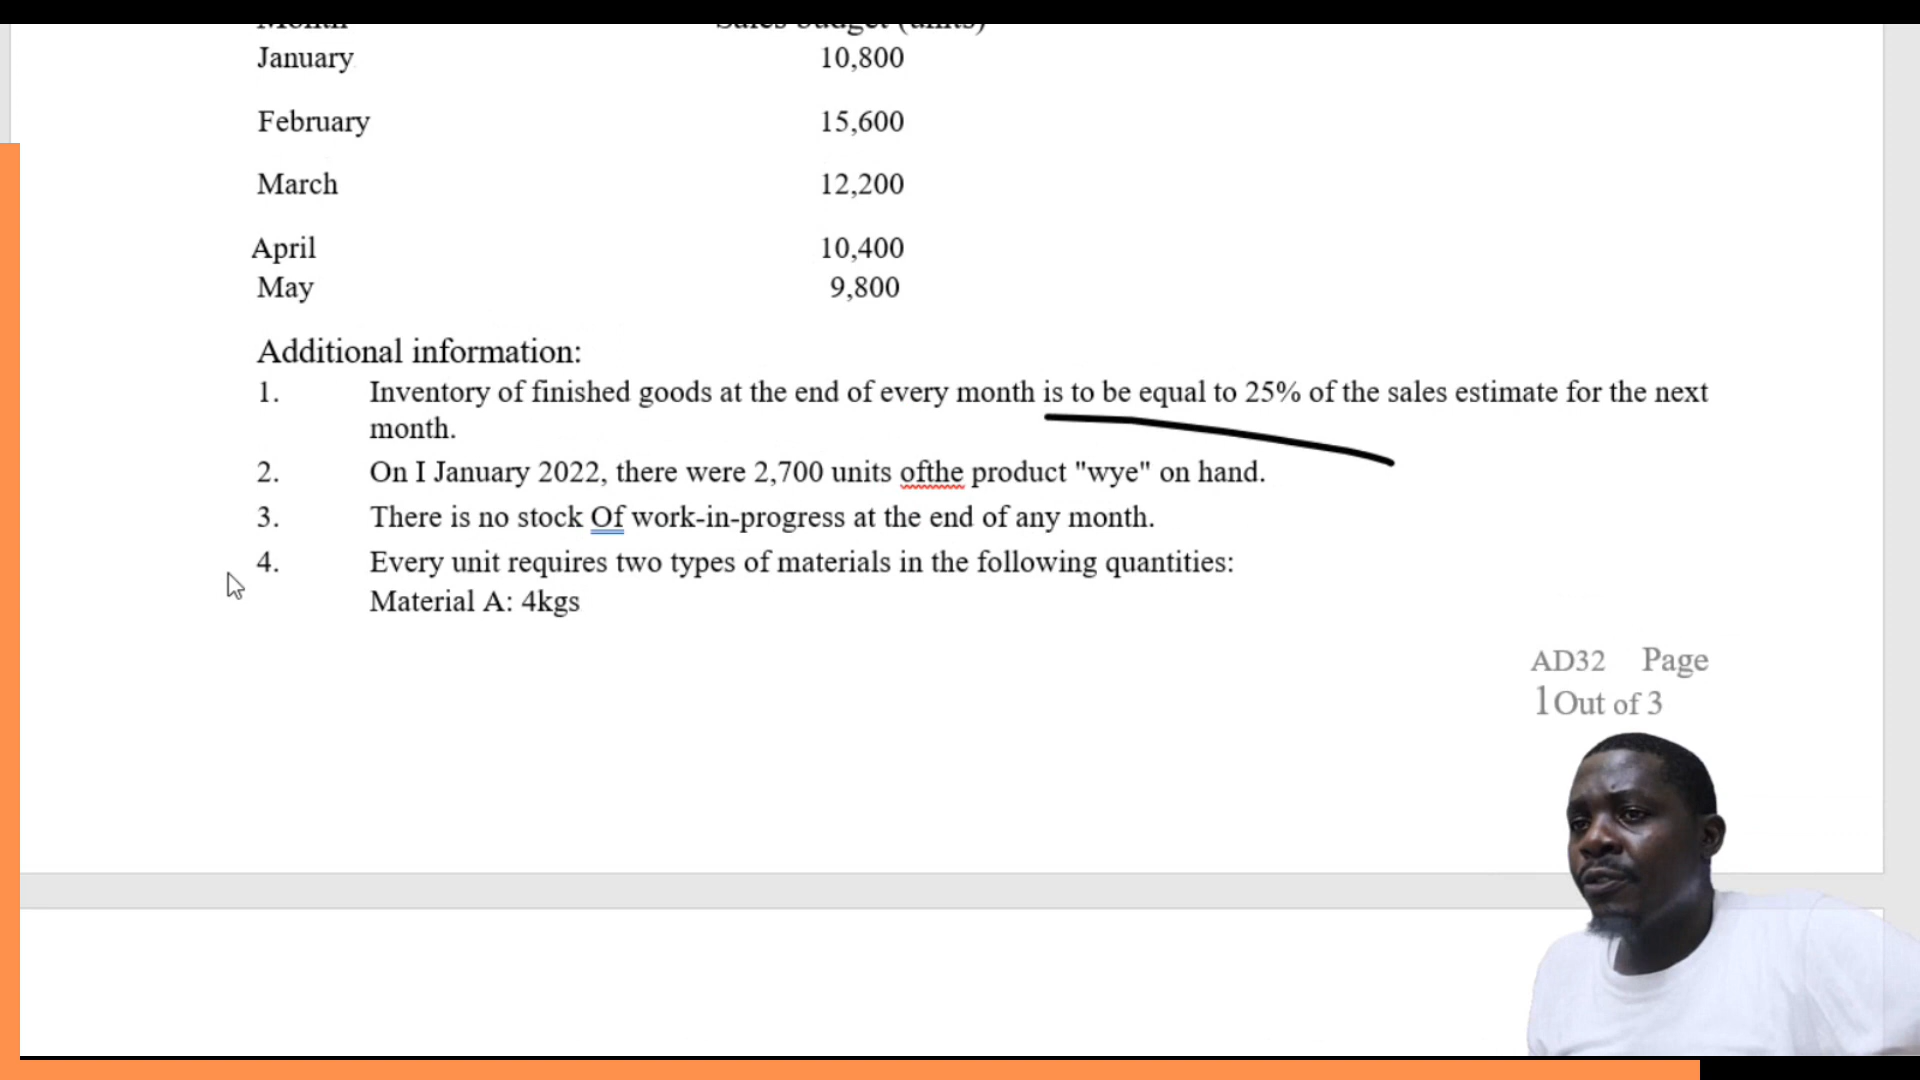 Month Sales budget (units)
January 10,800
February 15,600
March 12,200
April 10,400
May 9,800
Additional information:
1. Inventory of finished goods at the end of every month is to be equal to 25% of the sales estimate for the next
month.
2. On I January 2022, there were 2,700 units ofthe product "wye" on hand.
3. There is no stock Of work-in-progress at the end of any month.
4. Every unit requires two types of materials in the following quantities:
Material A: 4kgs
AD32 Page
1Out of 3